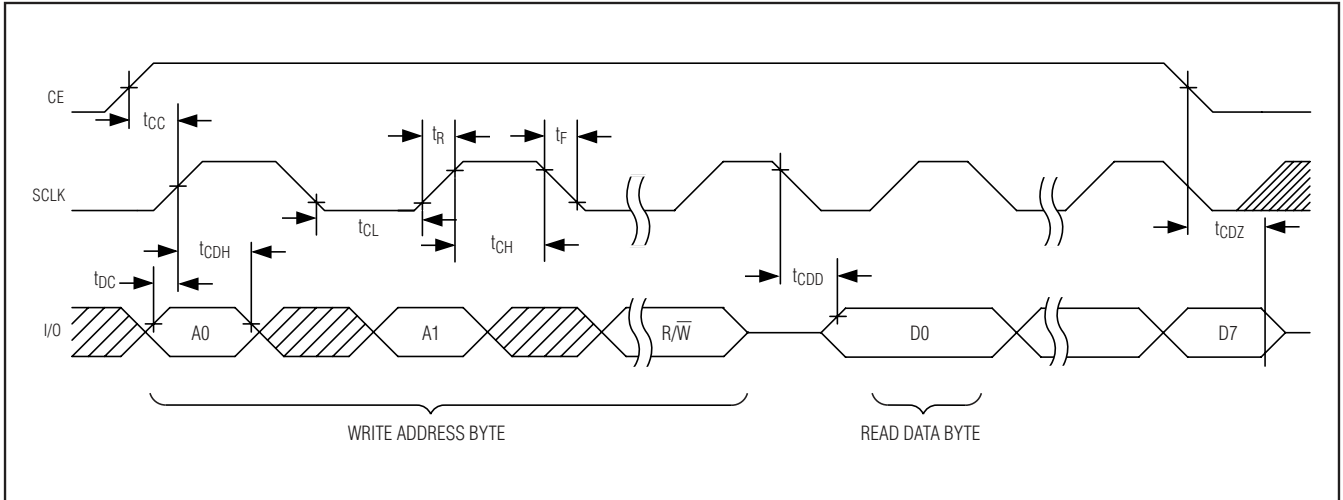 CE
tCC
tR
tF
SCLK
tCL
tCH
tCDZ
tCDH
tDC
tCDD
I/O
A0
A1
R/W̅
D0
D7
WRITE ADDRESS BYTE
READ DATA BYTE